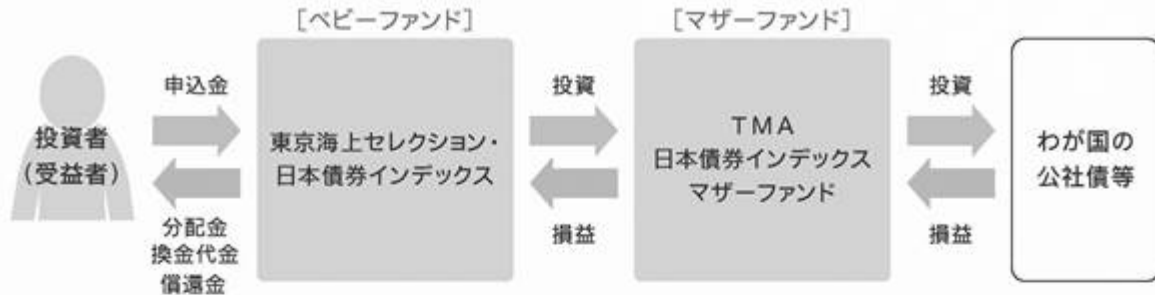 [ベビーファンド]
[マザーファンド]
投資者
(受益者)
申込金
分配金
換金代金
償還金
東京海上セレクション・
日本債券インデックス
投資
損益
TMA
日本債券インデックス
マザーファンド
投資
損益
わが国の
公社債等